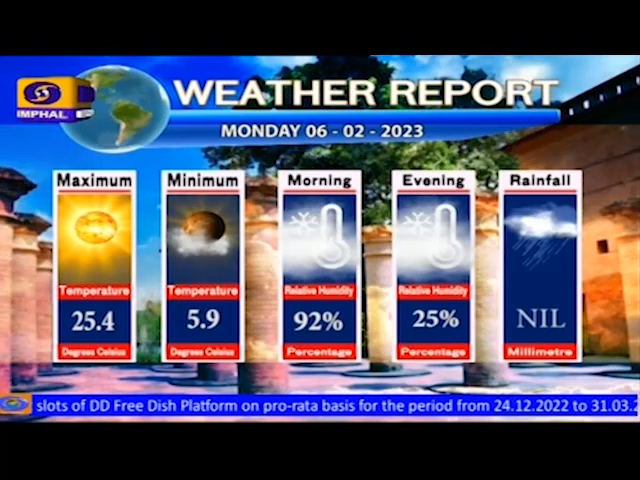 WEATHER REPORT
IMPHAL
MONDAY 06 - 02 - 2023
Maximum
Temperature
25.4
Degrees Celsius
Minimum
Temperature
5.9
Degrees Celsius
Morning
Relative Humidity
92%
Percentage
Evening
Relative Humidity
25%
Percentage
Rainfall
NIL
Millimetre
slots of DD Free Dish Platform on pro-rata basis for the period from 24.12.2022 to 31.03.2